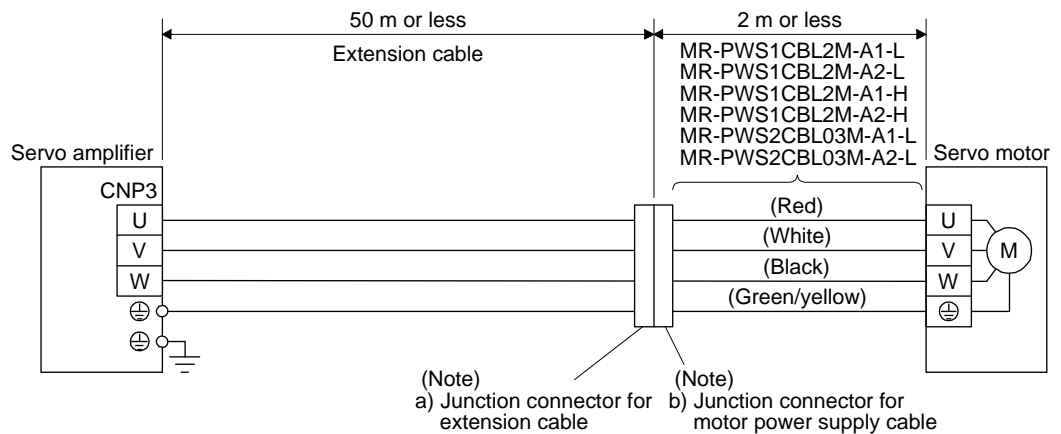 50 m or less
2 m or less
Extension cable
MR-PWS1CBL2M-A1-L
MR-PWS1CBL2M-A2-L
MR-PWS1CBL2M-A1-H
MR-PWS1CBL2M-A2-H
MR-PWS2CBL03M-A1-L
MR-PWS2CBL03M-A2-L
Servo amplifier
Servo motor
CNP3
U
V
W
(Red)
(White)
(Black)
(Green/yellow)
U
V
W
M
(Note)
a) Junction connector for
extension cable
(Note)
b) Junction connector for
motor power supply cable